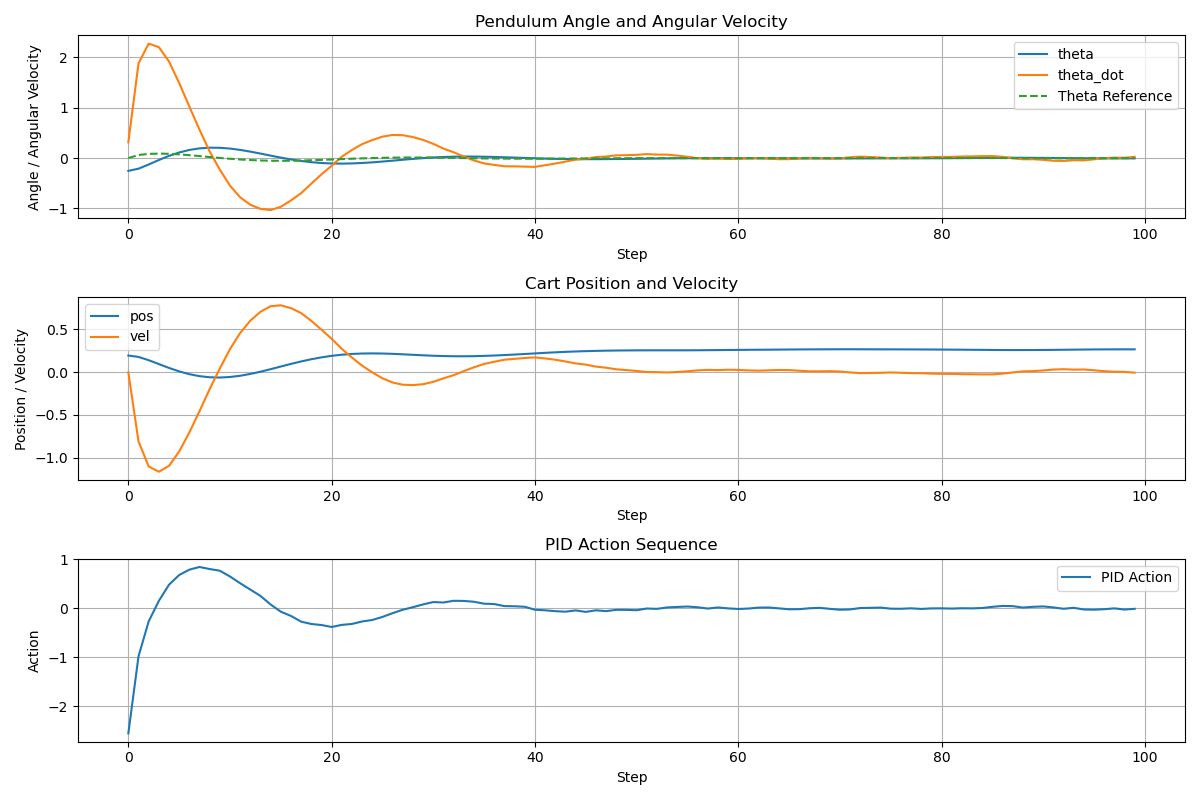 Pendulum Angle and Angular Velocity
Angle / Angular Velocity
2
1
0
−1
theta
theta_dot
Theta Reference
0
20
40
60
80
100
Step
Cart Position and Velocity
Position / Velocity
0.5
0.0
−0.5
−1.0
pos
vel
0
20
40
60
80
100
Step
PID Action Sequence
Action
1
0
−1
−2
PID Action
0
20
40
60
80
100
Step